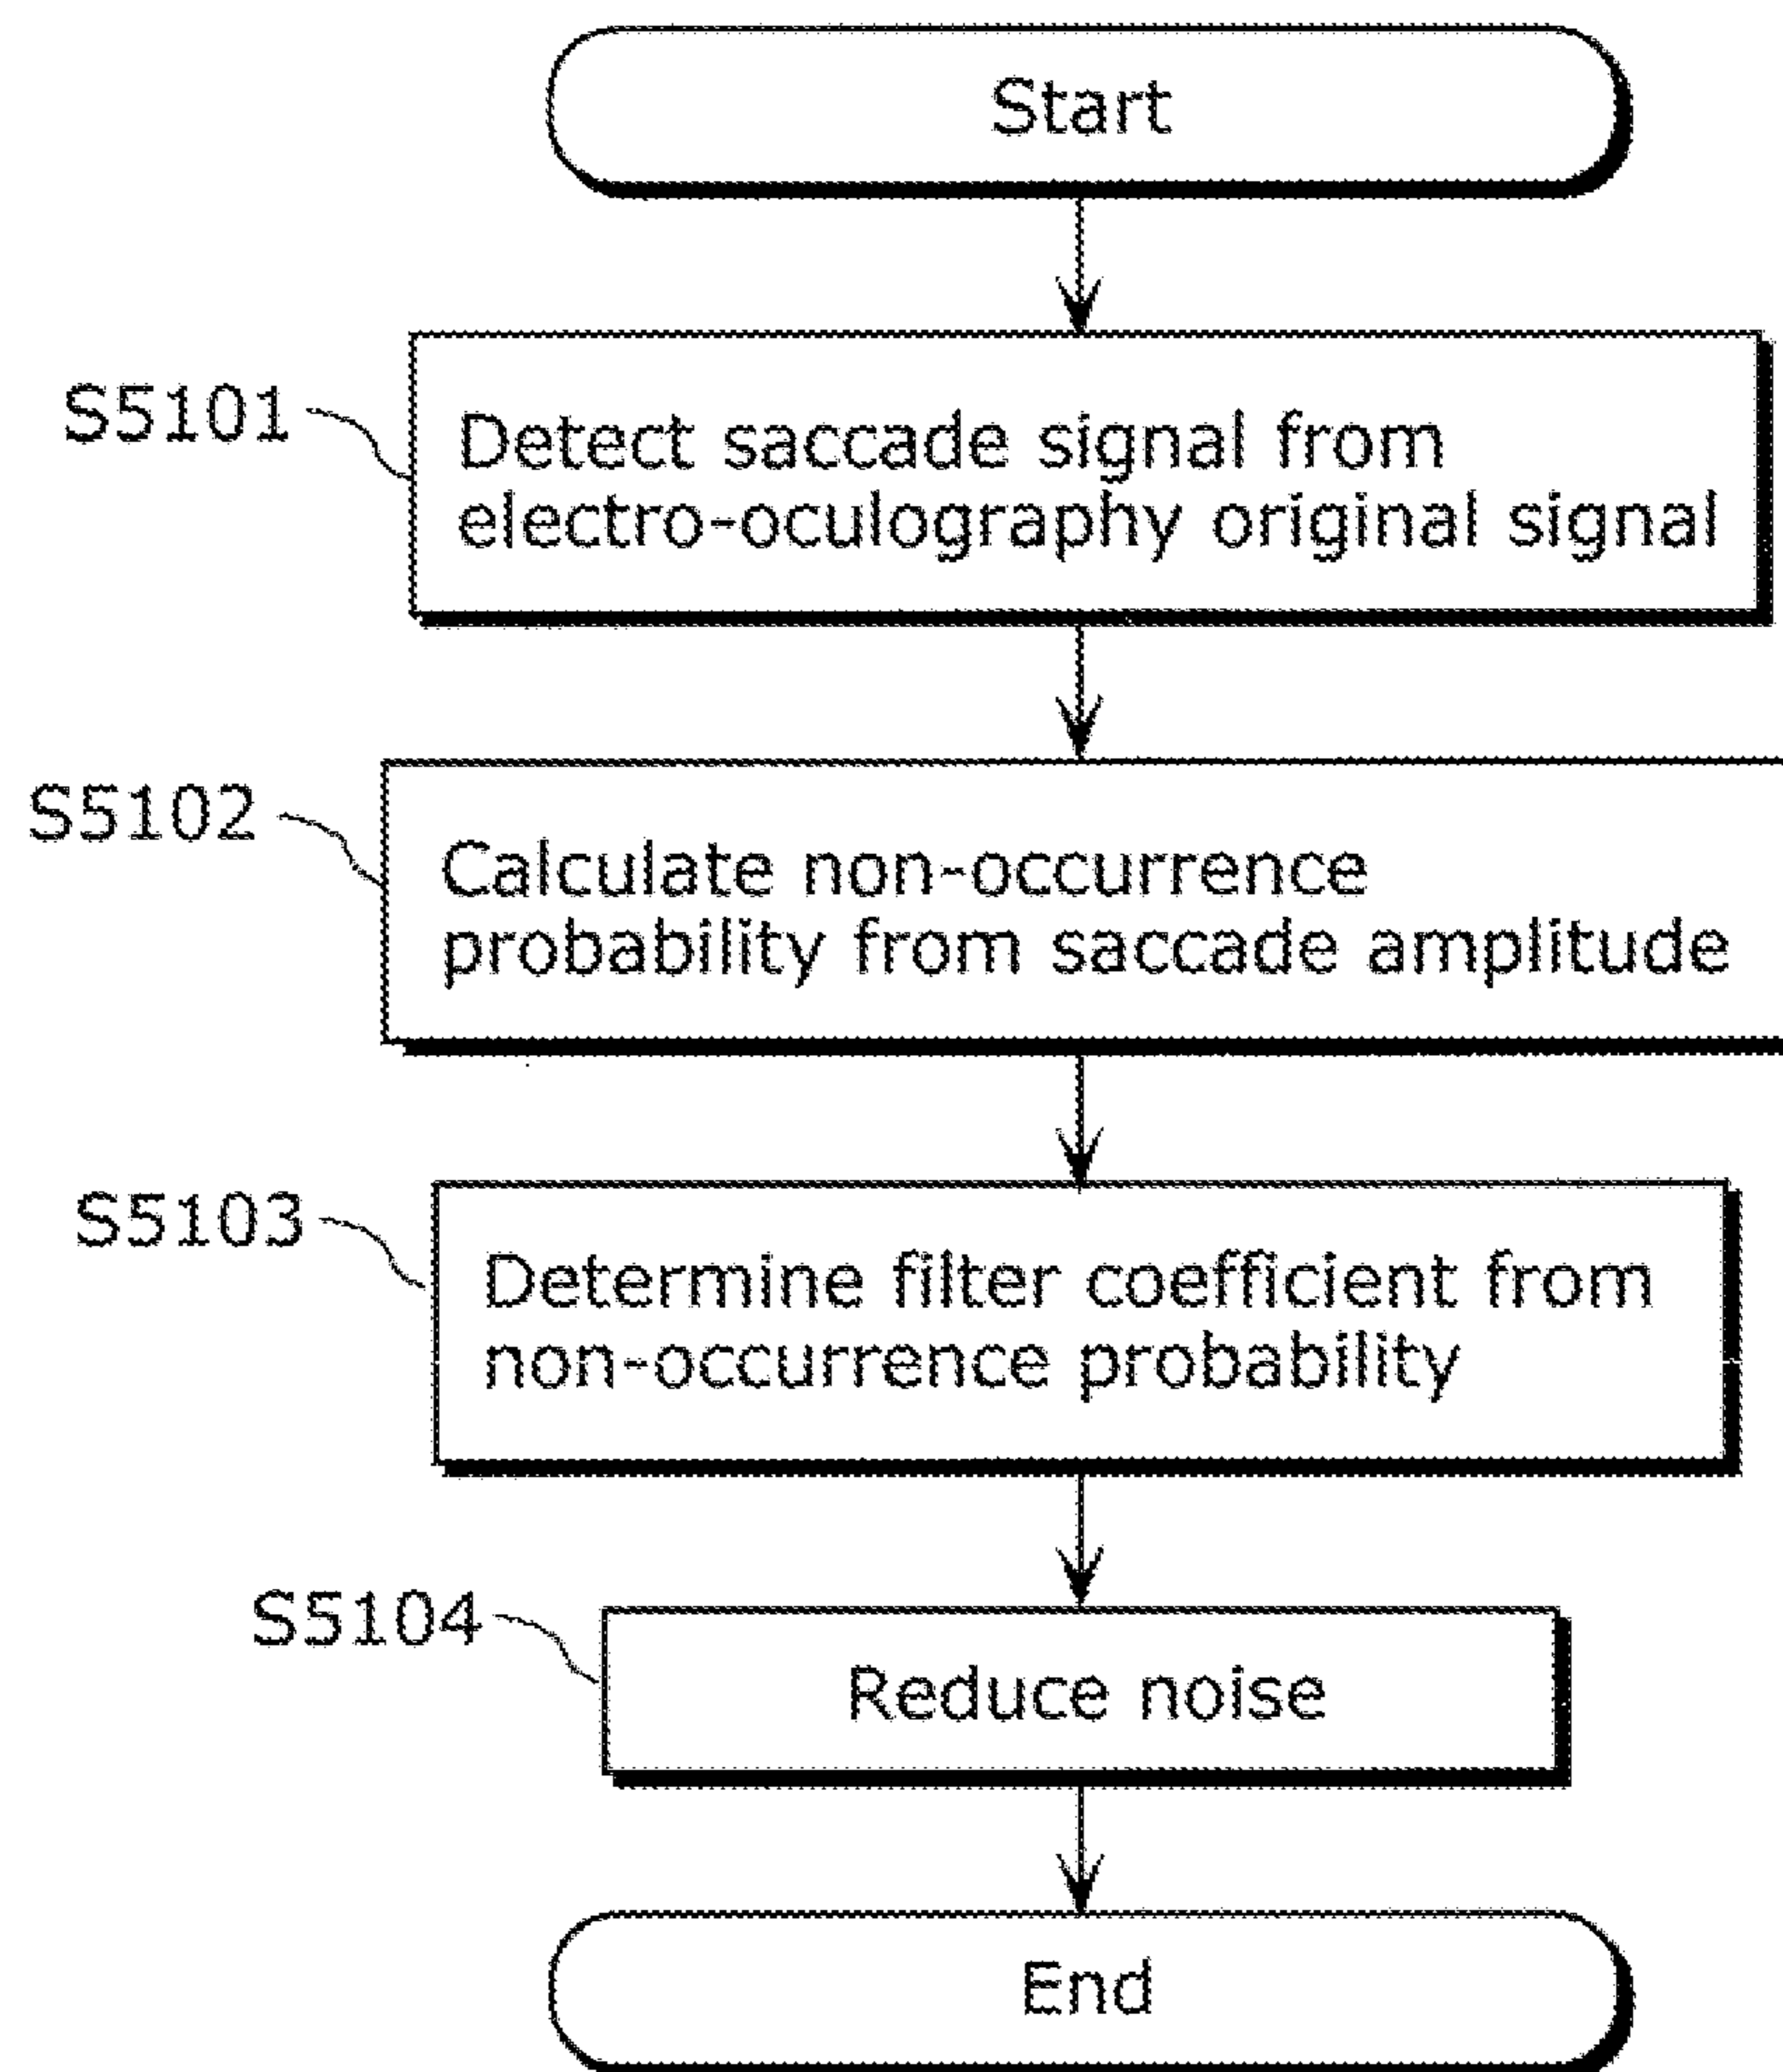 Start
S5101
Detect saccade signal from
electro-oculography original signal
S5102
Calculate non-occurrence
probability from saccade amplitude
S5103
Determine filter coefficient from
non-occurrence probability
S5104
Reduce noise
End